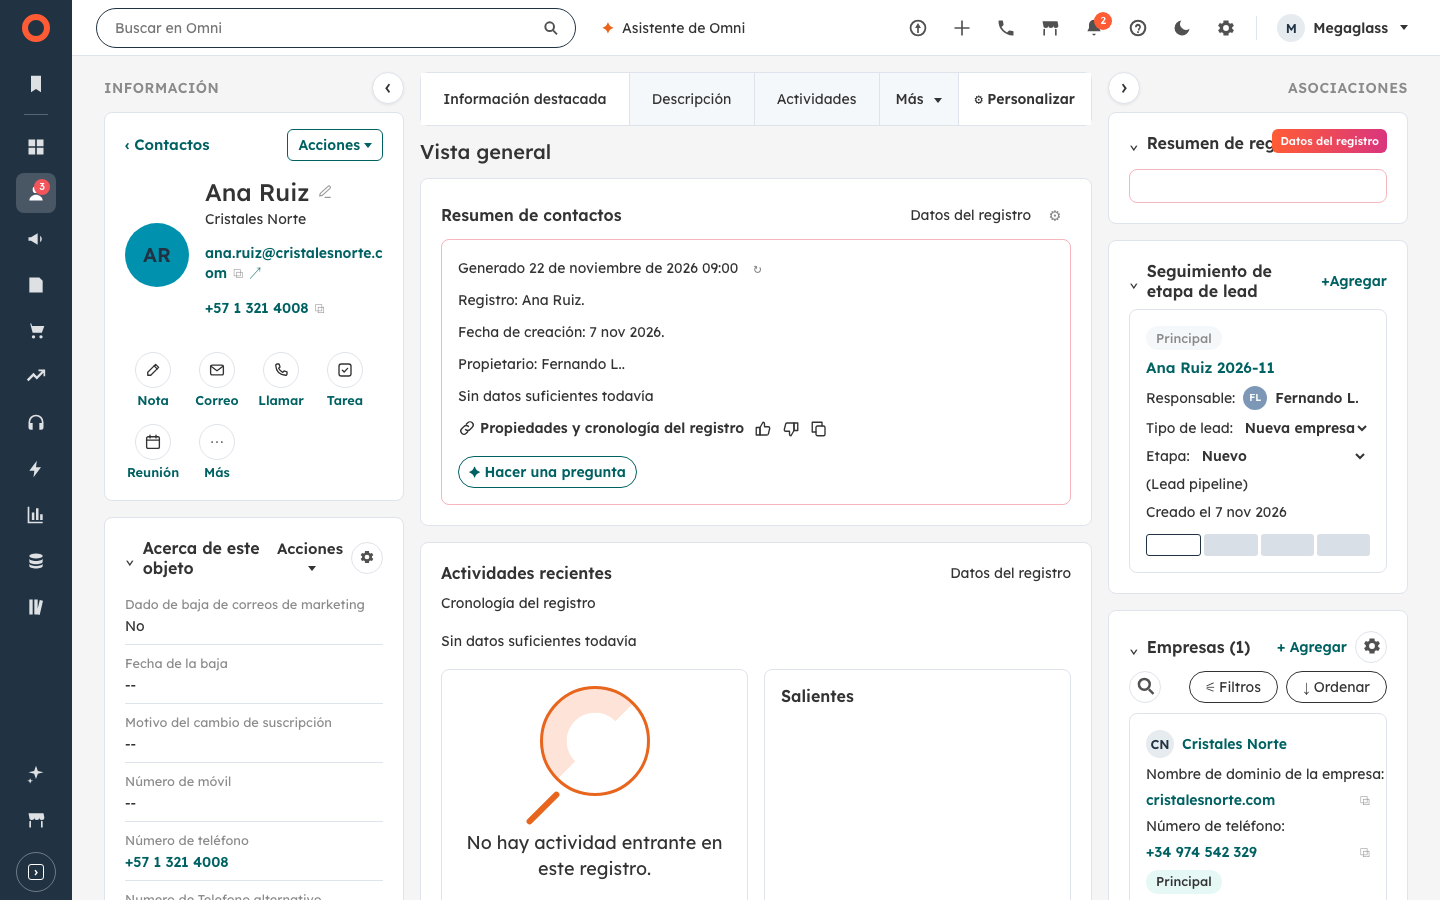 Buscar en Omni
Asistente de Omni
2
M
Megaglass
3
INFORMACIÓN
‹ Contactos
Acciones
Ana Ruiz
Cristales Norte
AR
ana.ruiz@cristalesnorte.c
om
+57 1 321 4008
Nota
Correo
Llamar
Tarea
Reunión
Más
Acerca de este
objeto
Acciones
Dado de baja de correos de marketing
No
Fecha de la baja
--
Motivo del cambio de suscripción
--
Número de móvil
--
Número de teléfono
+57 1 321 4008
Numero de Telefono alternativo
Información destacada
Descripción
Actividades
Más
Personalizar
Vista general
Resumen de contactos
Datos del registro
Generado 22 de noviembre de 2026 09:00
Registro: Ana Ruiz.
Fecha de creación: 7 nov 2026.
Propietario: Fernando L..
Sin datos suficientes todavía
Propiedades y cronología del registro
Hacer una pregunta
Actividades recientes
Datos del registro
Cronología del registro
Sin datos suficientes todavía
No hay actividad entrante en
este registro.
Salientes
ASOCIACIONES
Resumen de reg
Datos del registro
Seguimiento de
etapa de lead
+Agregar
Principal
Ana Ruiz 2026-11
Responsable: FL Fernando L.
Tipo de lead: Nueva empresa
Etapa: Nuevo
(Lead pipeline)
Creado el 7 nov 2026
Empresas (1)
+ Agregar
Filtros
↓ Ordenar
CN
Cristales Norte
Nombre de dominio de la empresa:
cristalesnorte.com
Número de teléfono:
+34 974 542 329
Principal